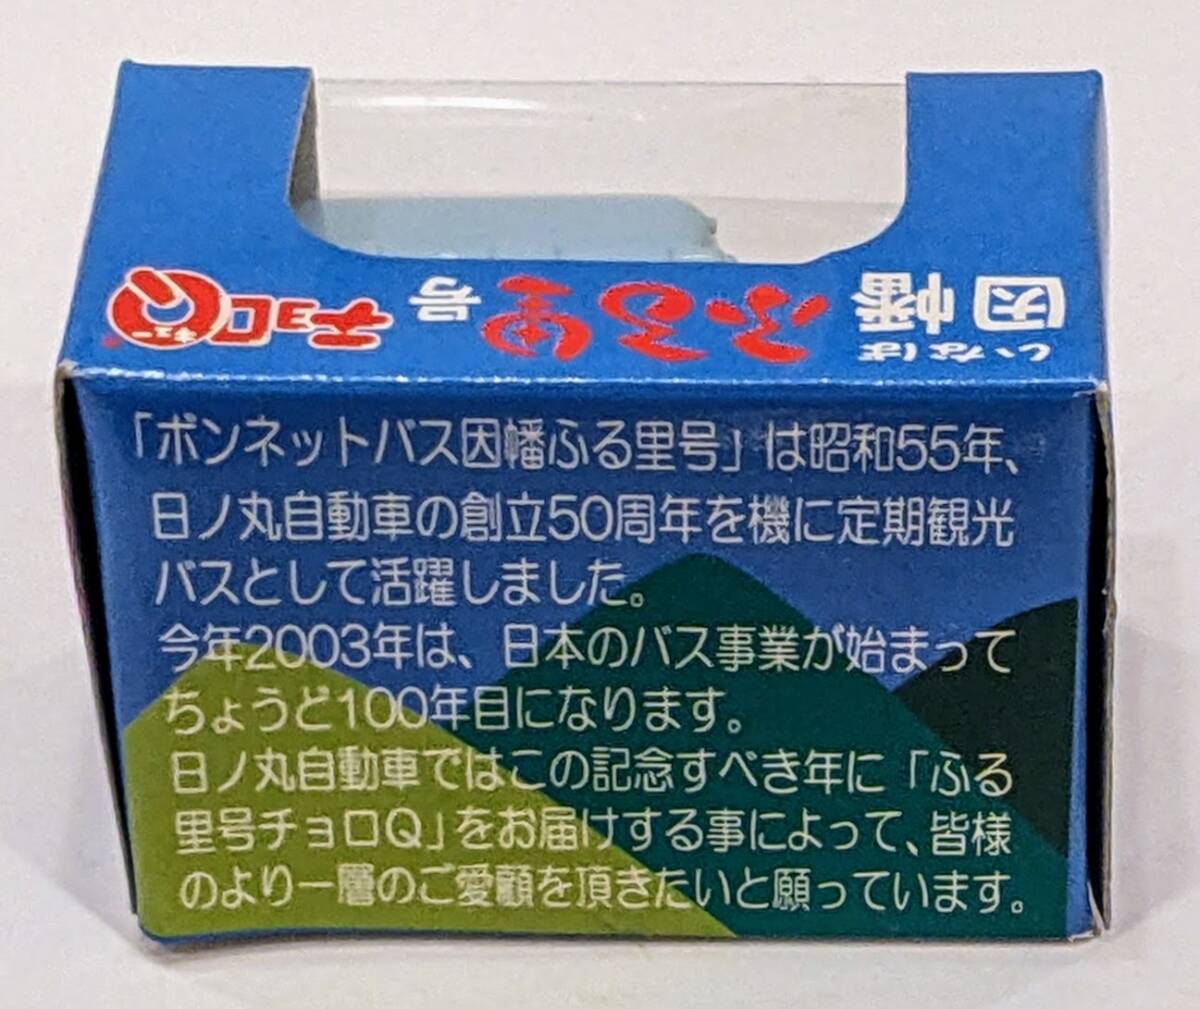 いなば
因幡 ふる里 号 チョロQ
キュー
「ボンネットバス因幡ふる里号」は昭和55年、
日ノ丸自動車の創立50周年を機に定期観光
バスとして活躍しました。
今年2003年は、日本のバス事業が始まって
ちょうど100年目になります。
日ノ丸自動車ではこの記念すべき年に「ふる
里号チョロQ」をお届けする事によって、皆様
のより一層のご愛顧を頂きたいと願っています。